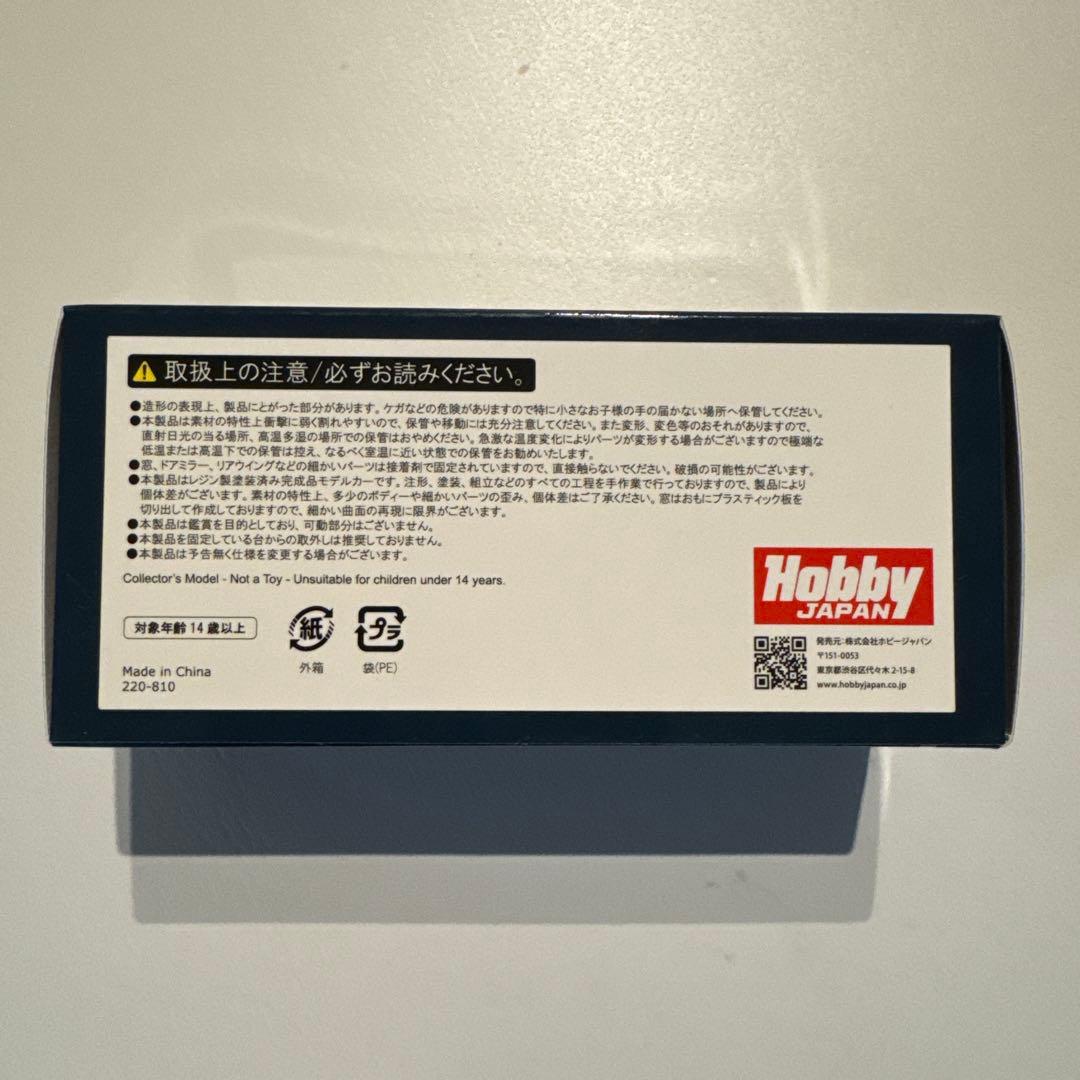 取扱上の注意/必ずお読みください。
●造形の表現上、製品にとがった部分があります。ケガなどの危険がありますので特に小さなお子様の手の届かない場所へ保管してください。
●本製品は素材の特性上衝撃に弱く割れやすいので、保管や移動には充分注意してください。また変形、変色等のおそれがありますので、
直射日光の当る場所、高温多湿の場所での保管はおやめください。急激な温度変化によりパーツが変形する場合がございますので極端な
低温または高温下での保管は控え、なるべく室温に近い状態での保管をお勧めいたします。
●窓、ドアミラー、リアウイングなどの細かいパーツは接着剤で固定されていますので、直接触らないでください。破損の可能性がございます。
●本製品はレジン製塗装済み完成品モデルカーです。注形、塗装、組立などのすべての工程を手作業で行っておりますので、製品により
個体差がございます。素材の特性上、多少のボディーや細かいパーツの歪み、個体差はご了承ください。窓はおもにプラスティック板を
切り出して作成しておりますので、細かい曲面の再現に限界がございます。
●本製品は鑑賞を目的としており、可動部分はございません。
●本製品を固定している台からの取外しは推奨しておりません。
●本製品は予告無く仕様を変更する場合がございます。
Collector's Model - Not a Toy - Unsuitable for children under 14 years.
対象年齢14歳以上
紙
外箱
プラ
袋(PE)
Made in China
220-810
Hobby
JAPAN
発売元:株式会社ホビージャパン
〒151-0053
東京都渋谷区代々木2-15-8
www.hobbyjapan.co.jp